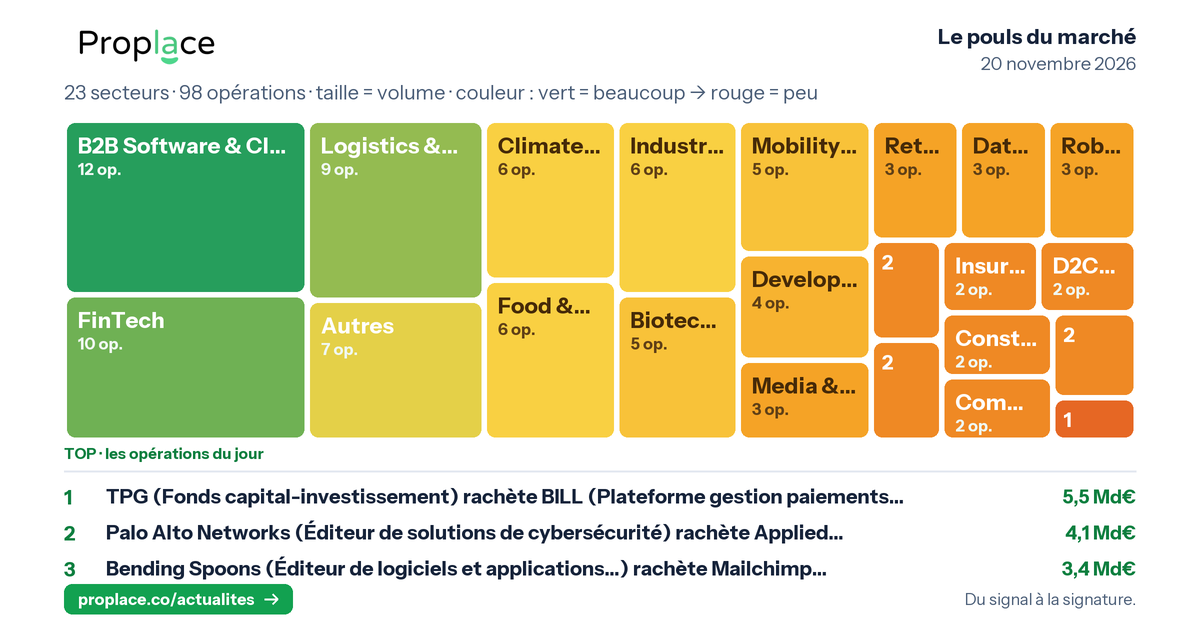 Proplace
Le pouls du marché
20 novembre 2026
23 secteurs · 98 opérations · taille = volume · couleur : vert = beaucoup → rouge = peu
B2B Software & Cl...
12 op.
FinTech
10 op.
Logistics &...
9 op.
Autres
7 op.
Climate...
6 op.
Food &...
6 op.
Industr...
6 op.
Biotec...
5 op.
Mobility...
5 op.
Develop...
4 op.
Media &...
3 op.
Ret...
3 op.
Dat...
3 op.
Rob...
3 op.
2
2
Insur...
2 op.
D2C...
2 op.
Const...
2 op.
Com...
2 op.
2
1
TOP · les opérations du jour
1 TPG (Fonds capital-investissement) rachète BILL (Plateforme gestion paiements... 5,5 Md€
2 Palo Alto Networks (Éditeur de solutions de cybersécurité) rachète Applied... 4,1 Md€
3 Bending Spoons (Éditeur de logiciels et applications...) rachète Mailchimp... 3,4 Md€
proplace.co/actualites →
Du signal à la signature.